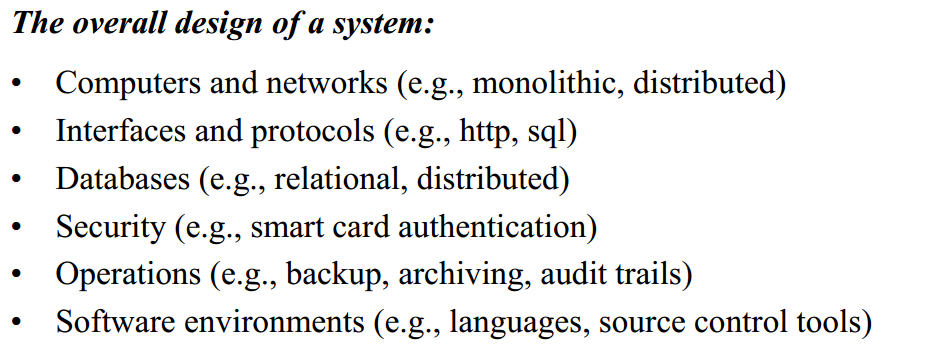 The overall design of a system:
• Computers and networks (e.g., monolithic, distributed)
• Interfaces and protocols (e.g., http, sql)
• Databases (e.g., relational, distributed)
• Security (e.g., smart card authentication)
• Operations (e.g., backup, archiving, audit trails)
• Software environments (e.g., languages, source control tools)